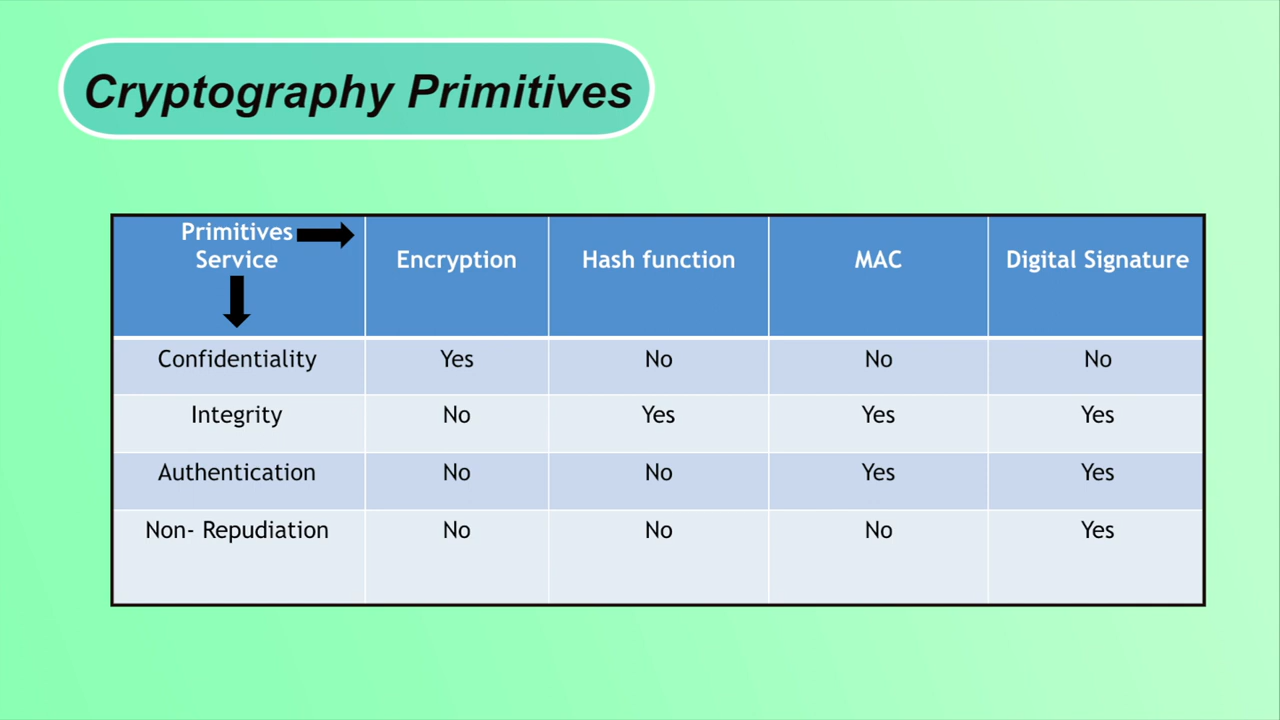 Cryptography Primitives
Primitives
Service
Encryption
Hash function
MAC
Digital Signature
Confidentiality
Yes
No
No
No
Integrity
No
Yes
Yes
Yes
Authentication
No
No
Yes
Yes
Non- Repudiation
No
No
No
Yes